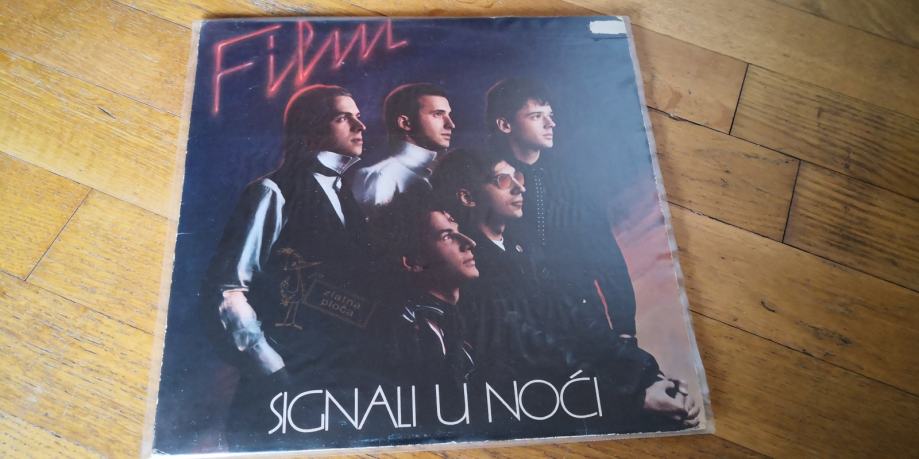 Film
zlatna
ploča
SIGNALI U NOĆI